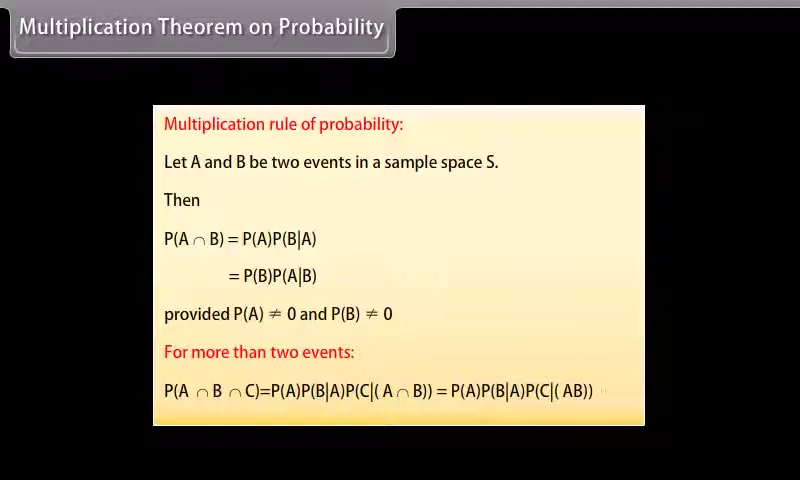 Multiplication Theorem on Probability
Multiplication rule of probability:
Let A and B be two events in a sample space S.
Then
P(A ∩ B) = P(A)P(B|A)
= P(B)P(A|B)
provided P(A) ≠ 0 and P(B) ≠ 0
For more than two events:
P(A ∩ B ∩ C)=P(A)P(B|A)P(C|( A ∩ B)) = P(A)P(B|A)P(C|( AB))